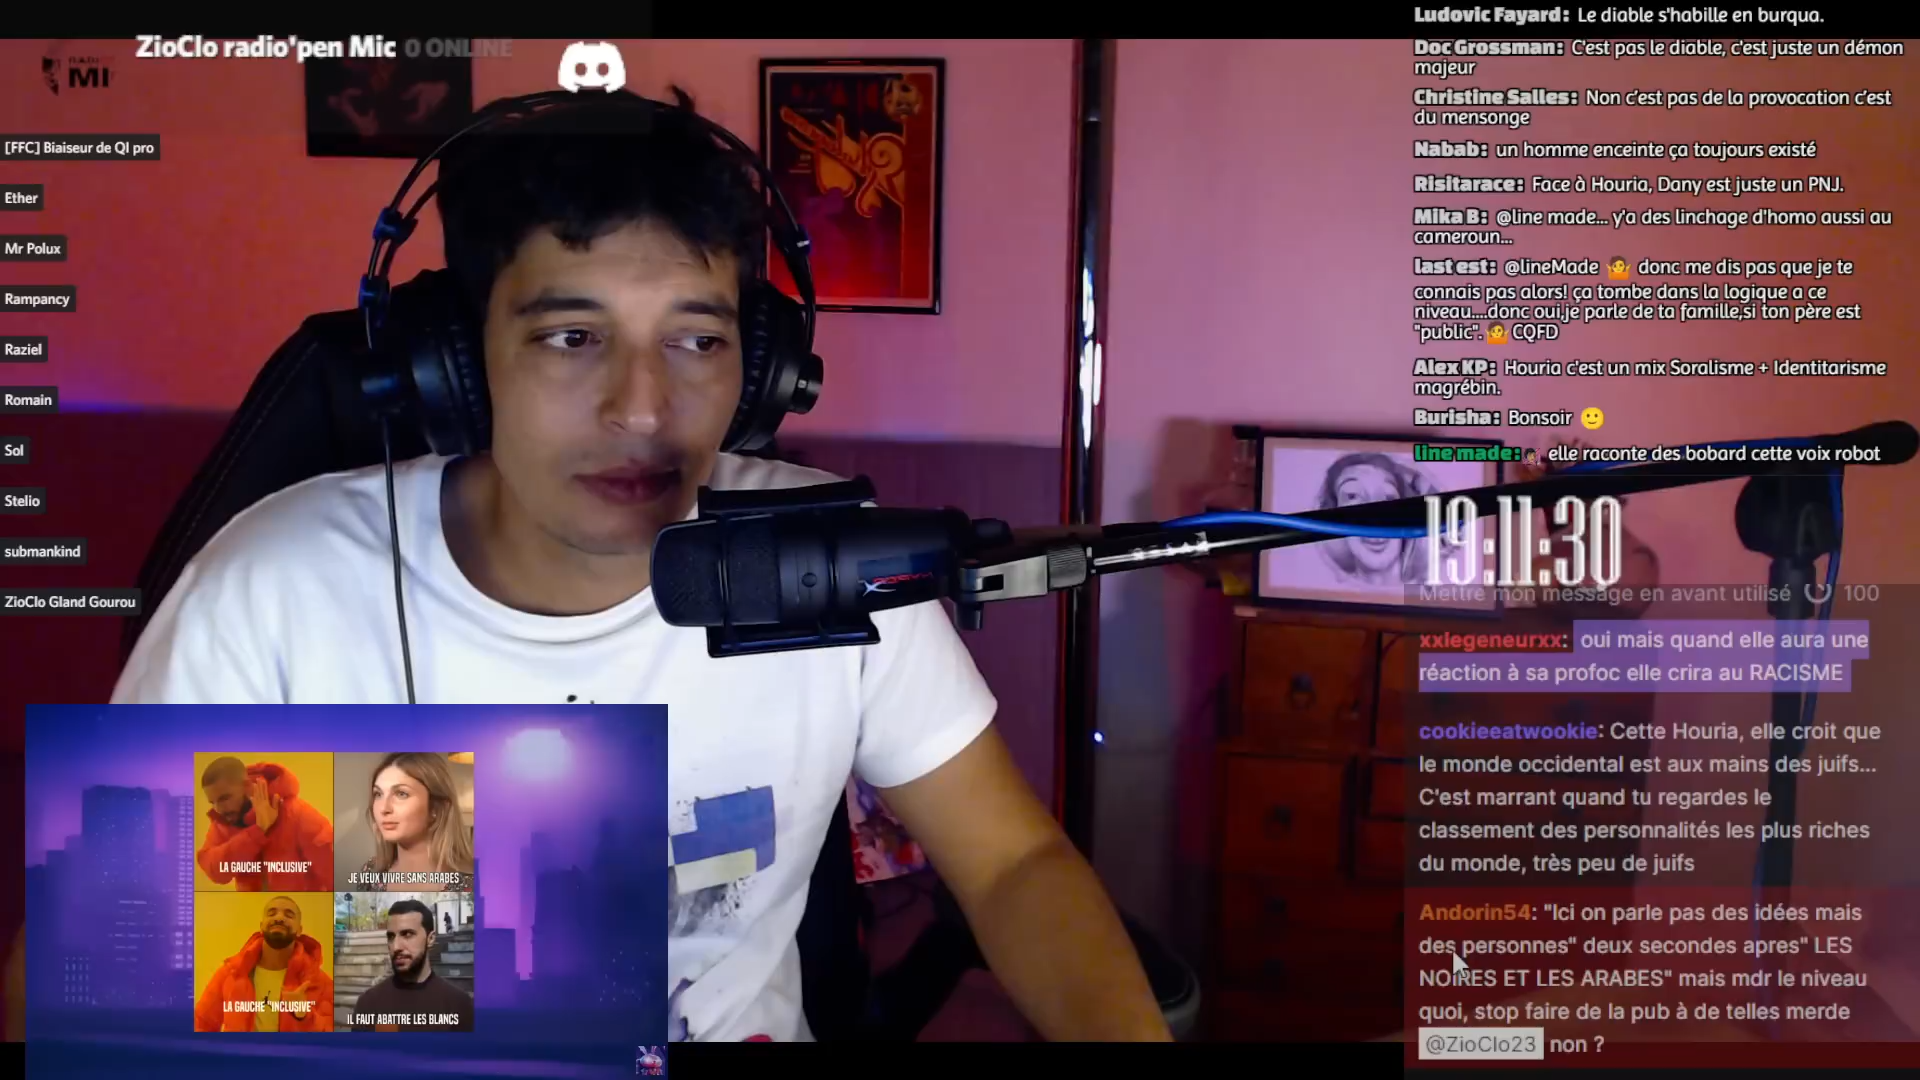 ZioClo radio'pen Mic 0 ONLINE
MI
[FFC] Biaiseur de QI pro
Ether
Mr Polux
Rampancy
Raziel
Romain
Sol
Stelio
submankind
ZioClo Gland Gourou
LA GAUCHE "INCLUSIVE"
JE VEUX VIVRE SANS ARABES
LA GAUCHE "INCLUSIVE"
IL FAUT ABATTRE LES BLANCS
Ludovic Fayard: Le diable s'habille en burqua.
Doc Grossman: C'est pas le diable, c'est juste un démon
majeur
Christine Salles: Non c'est pas de la provocation c'est
du mensonge
Nabab: un homme enceinte ça toujours existé
Risitarace: Face à Houria, Dany est juste un PNJ.
Mika B: @line made... y'a des linchage d'homo aussi au
cameroun...
last est: @lineMade 🤷 donc me dis pas que je te
connais pas alors! ça tombe dans la logique a ce
niveau....donc oui,je parle de ta famille,si ton père est
"public". 🤷 CQFD
Alex KP: Houria c'est un mix Soralisme + Identitarisme
magrébin.
Burisha: Bonsoir 🙂
line made: elle raconte des bobard cette voix robot
19:11:30
Mettre mon message en avant utilisé 100
xxlegeneurxx: oui mais quand elle aura une
réaction à sa profoc elle crira au RACISME
cookieeatwookie: Cette Houria, elle croit que
le monde occidental est aux mains des juifs...
C'est marrant quand tu regardes le
classement des personnalités les plus riches
du monde, très peu de juifs
Andorin54: "Ici on parle pas des idées mais
des personnes" deux secondes apres" LES
NOIRES ET LES ARABES" mais mdr le niveau
quoi, stop faire de la pub à de telles merde
@ZioClo23 non ?